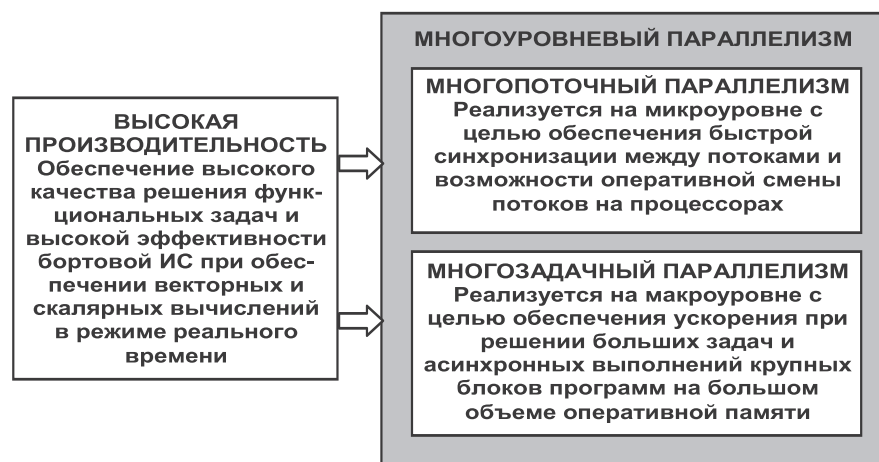 ВЫСОКАЯ
ПРОИЗВОДИТЕЛЬНОСТЬ
Обеспечение высокого
качества решения функ-
циональных задач и
высокой эффективности
бортовой ИС при обес-
печении векторных и
скалярных вычислений
в режиме реального
времени
МНОГОУРОВНЕВЫЙ ПАРАЛЛЕЛИЗМ
МНОГОПОТОЧНЫЙ ПАРАЛЛЕЛИЗМ
Реализуется на микроуровне с
целью обеспечения быстрой
синхронизации между потоками и
возможности оперативной смены
потоков на процессорах
МНОГОЗАДАЧНЫЙ ПАРАЛЛЕЛИЗМ
Реализуется на макроуровне с
целью обеспечения ускорения при
решении больших задач и
асинхронных выполнений крупных
блоков программ на большом
объеме оперативной памяти